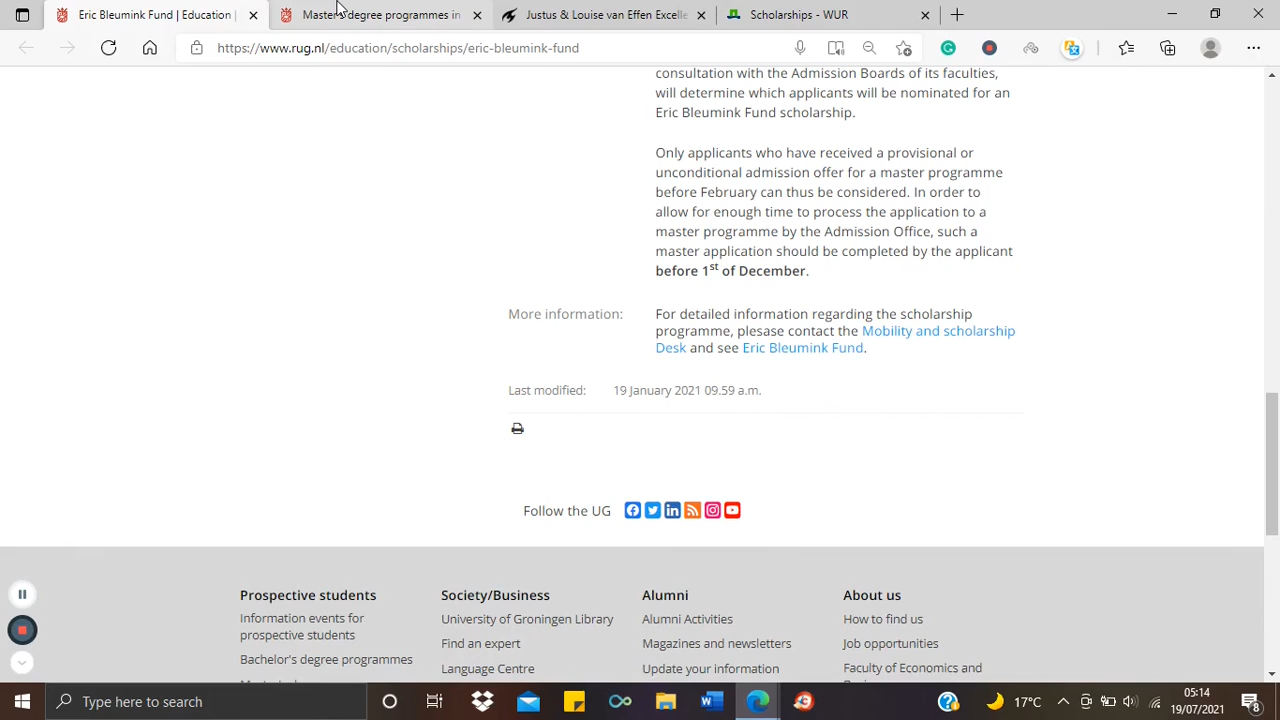 Eric Bleumink Fund | Education |
Master's degree programmes in
Justus & Louise van Effen Excelle
Scholarships - WUR
https://www.rug.nl/education/scholarships/eric-bleumink-fund
consultation with the Admission Boards of its faculties,
will determine which applicants will be nominated for an
Eric Bleumink Fund scholarship.
Only applicants who have received a provisional or
unconditional admission offer for a master programme
before February can thus be considered. In order to
allow for enough time to process the application to a
master programme by the Admission Office, such a
master application should be completed by the applicant
before 1st of December.
More information:
For detailed information regarding the scholarship
programme, plesase contact the Mobility and scholarship
Desk and see Eric Bleumink Fund.
Last modified: 19 January 2021 09.59 a.m.
Follow the UG
Prospective students
Information events for
prospective students
Bachelor's degree programmes
Society/Business
University of Groningen Library
Find an expert
Language Centre
Alumni
Alumni Activities
Magazines and newsletters
Update your information
About us
How to find us
Job opportunities
Faculty of Economics and
Type here to search
17°C
05:14
19/07/2021
8